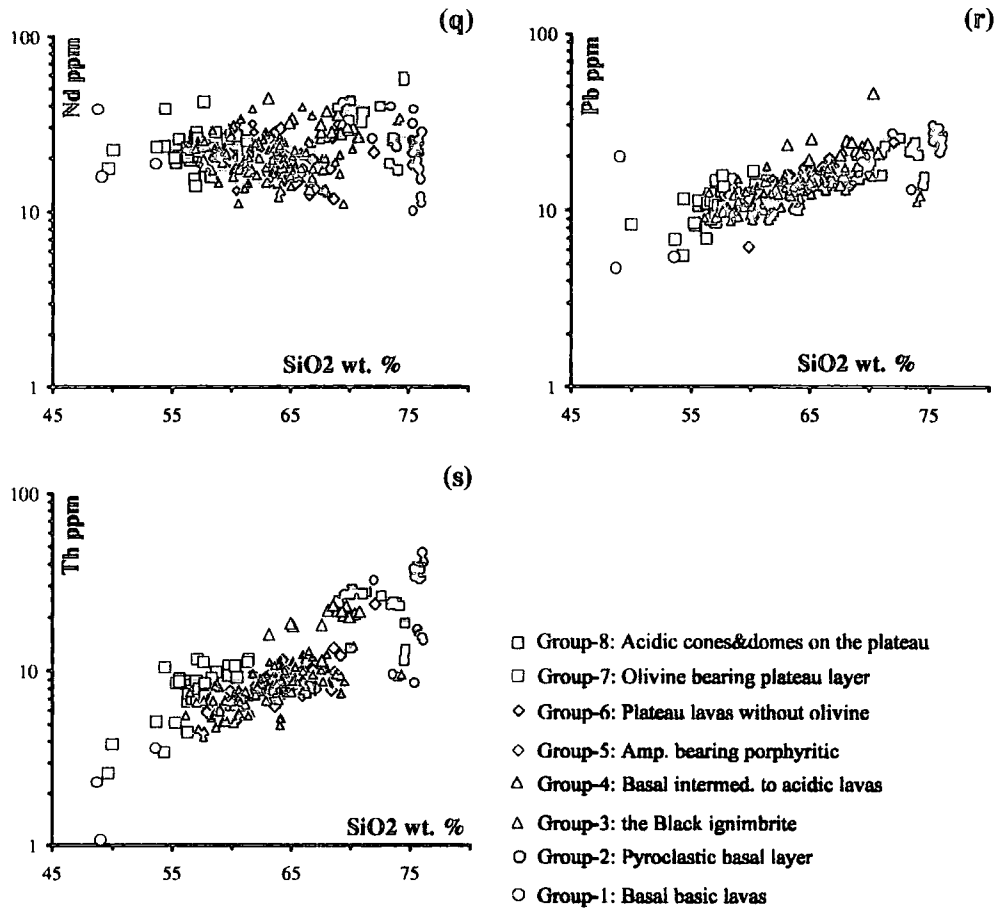 (q)
100
Nd ppm
10
SiO2 wt. %
1
45 55 65 75
(r)
100
Pb ppm
10
SiO2 wt. %
1
45 55 65 75
(s)
100
Th ppm
10
SiO2 wt. %
1
45 55 65 75
Group-8: Acidic cones&domes on the plateau
Group-7: Olivine bearing plateau layer
Group-6: Plateau lavas without olivine
Group-5: Amp. bearing porphyritic
Group-4: Basal intermed. to acidic lavas
Group-3: the Black ignimbrite
Group-2: Pyroclastic basal layer
Group-1: Basal basic lavas